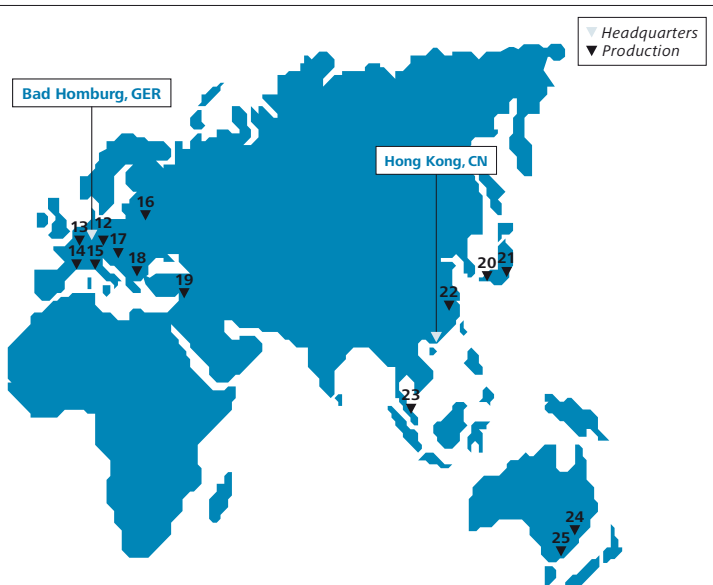 Headquarters
Production
Bad Homburg, GER
Hong Kong, CN
16
13 12
17
14 15
18
19
20 21
22
23
24
25